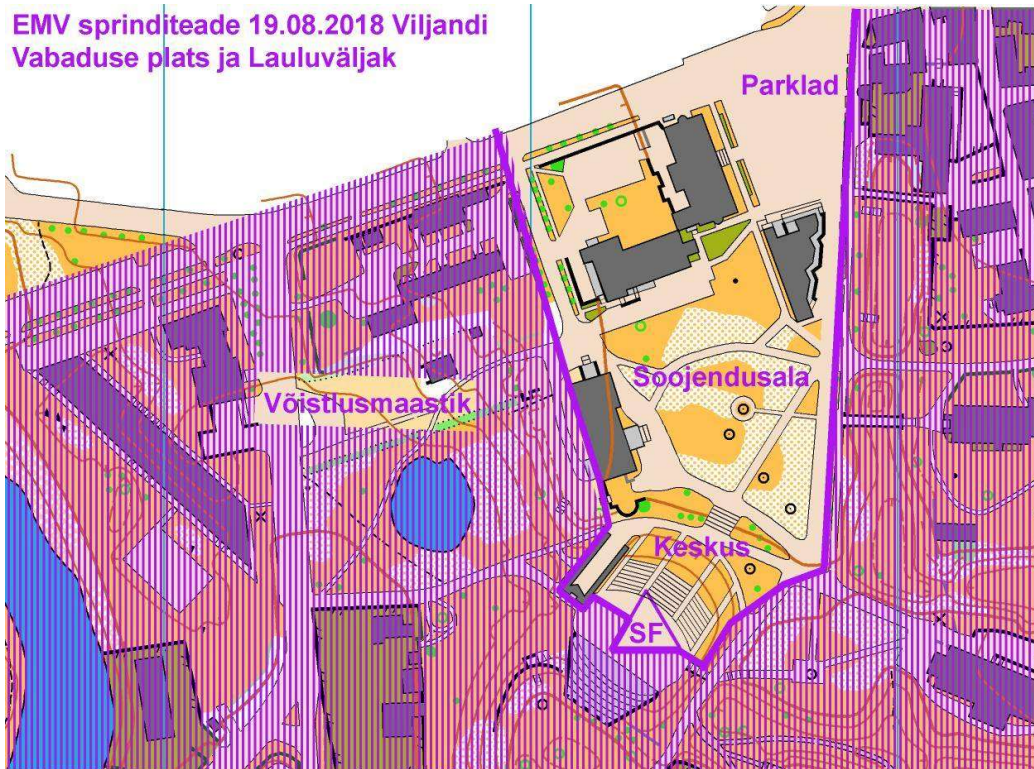 EMV sprinditeade 19.08.2018 Viljandi
Vabaduse plats ja Lauluväljak
Parklad
Soojendusala
Võistlusmaastik
Keskus
SF